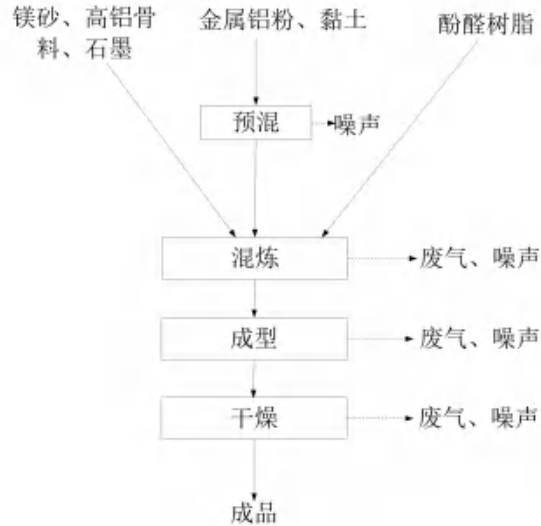 镁砂、高铝骨
料、石墨
金属铝粉、黏土
酚醛树脂
预混
噪声
混炼
废气、噪声
成型
废气、噪声
干燥
废气、噪声
成品